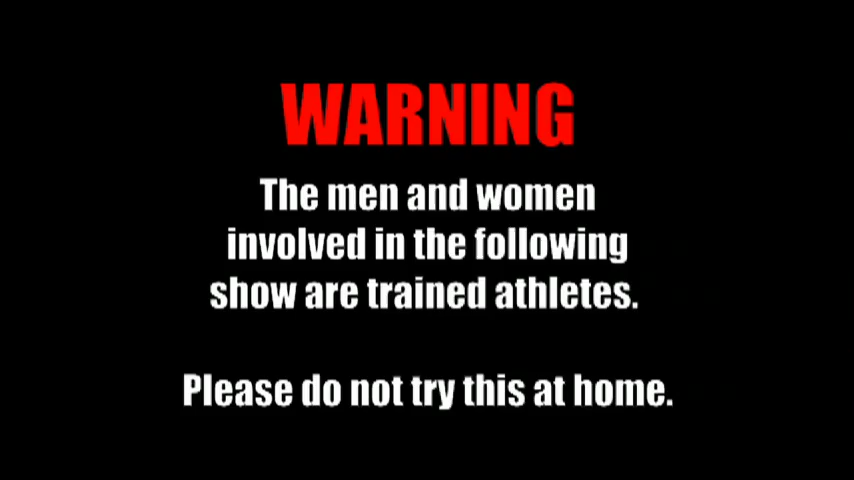 WARNING
The men and women
involved in the following
show are trained athletes.
Please do not try this at home.